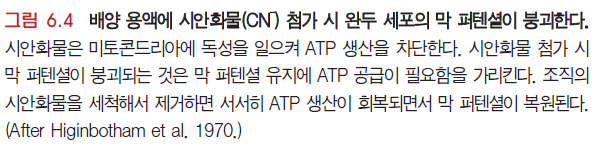 그림 6.4 배양 용액에 시안화물(CN⁻) 첨가 시 완두 세포의 막 퍼텐셜이 붕괴한다.
시안화물은 미토콘드리아에 독성을 일으켜 ATP 생산을 차단한다. 시안화물 첨가 시
막 퍼텐셜이 붕괴되는 것은 막 퍼텐셜 유지에 ATP 공급이 필요함을 가리킨다. 조직의
시안화물을 세척해서 제거하면 서서히 ATP 생산이 회복되면서 막 퍼텐셜이 복원된다.
(After Higinbotham et al. 1970.)